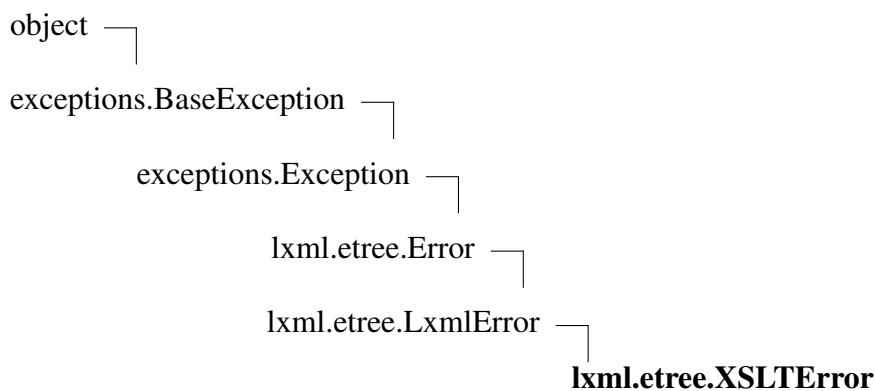 object
exceptions.BaseException
exceptions.Exception
lxml.etree.Error
lxml.etree.LxmlError
lxml.etree.XSLTError